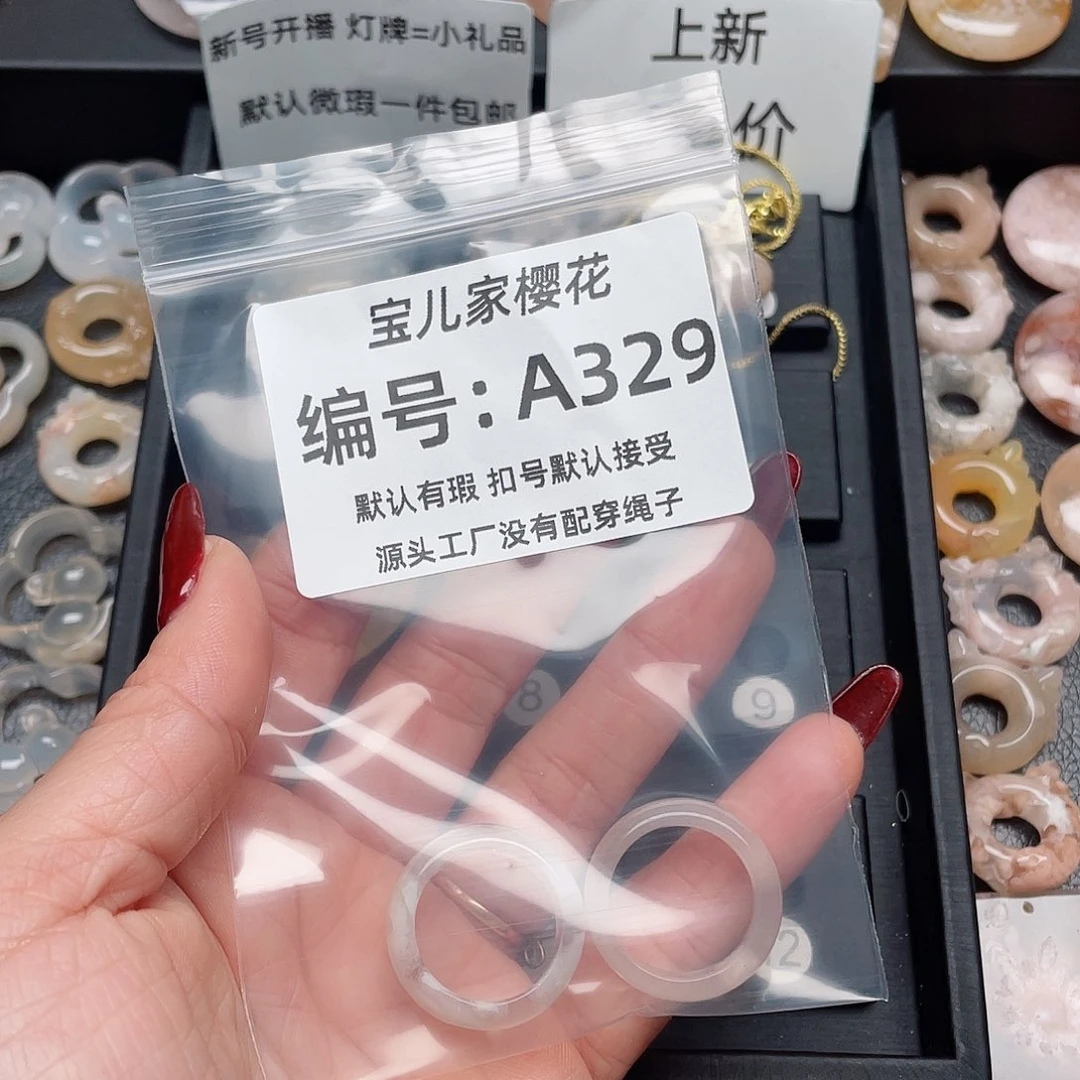 新号开播 灯牌=小礼品
默认微瑕一件包邮
上新
价
宝儿家樱花
编号：A329
默认有瑕 扣号默认接受
源头工厂没有配穿绳子
8
9
2